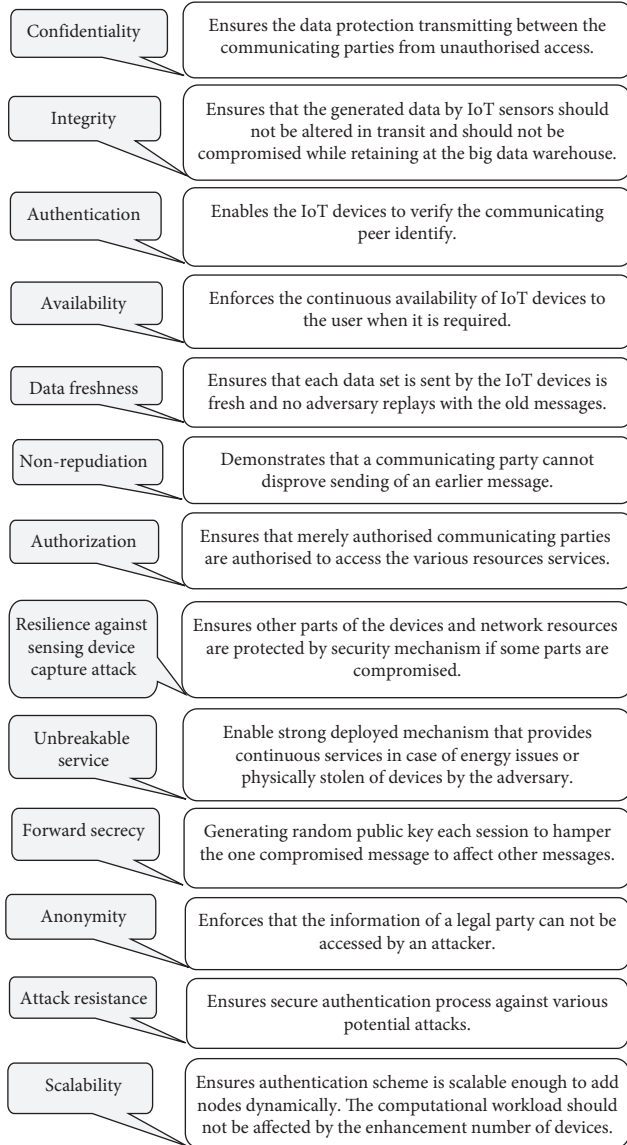 Confidentiality
Ensures the data protection transmitting between the
communicating parties from unauthorised access.
Integrity
Ensures that the generated data by IoT sensors should
not be altered in transit and should not be
compromised while retaining at the big data warehouse.
Authentication
Enables the IoT devices to verify the communicating
peer identify.
Availability
Enforces the continuous availability of IoT devices to
the user when it is required.
Data freshness
Ensures that each data set is sent by the IoT devices is
fresh and no adversary replays with the old messages.
Non-repudiation
Demonstrates that a communicating party cannot
disprove sending of an earlier message.
Authorization
Ensures that merely authorised communicating parties
are authorised to access the various resources services.
Resilience against
sensing device
capture attack
Ensures other parts of the devices and network resources
are protected by security mechanism if some parts are
compromised.
Unbreakable
service
Enable strong deployed mechanism that provides
continuous services in case of energy issues or
physically stolen of devices by the adversary.
Forward secrecy
Generating random public key each session to hamper
the one compromised message to affect other messages.
Anonymity
Enforces that the information of a legal party can not be
accessed by an attacker.
Attack resistance
Ensures secure authentication process against various
potential attacks.
Scalability
Ensures authentication scheme is scalable enough to add
nodes dynamically. The computational workload should
not be affected by the enhancement number of devices.